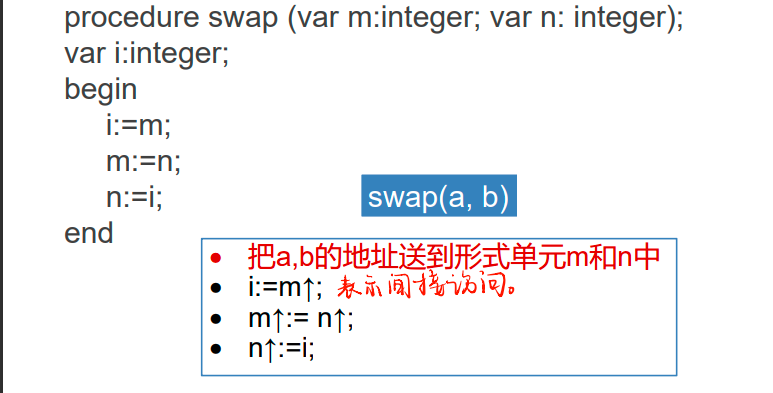 procedure swap (var m:integer; var n: integer);
var i:integer;
begin
i:=m;
m:=n;
n:=i;
swap(a, b)
end
• 把a,b的地址送到形式单元m和n中
• i:=m↑; 表示间接访问。
• m↑:= n↑;
• n↑:=i;